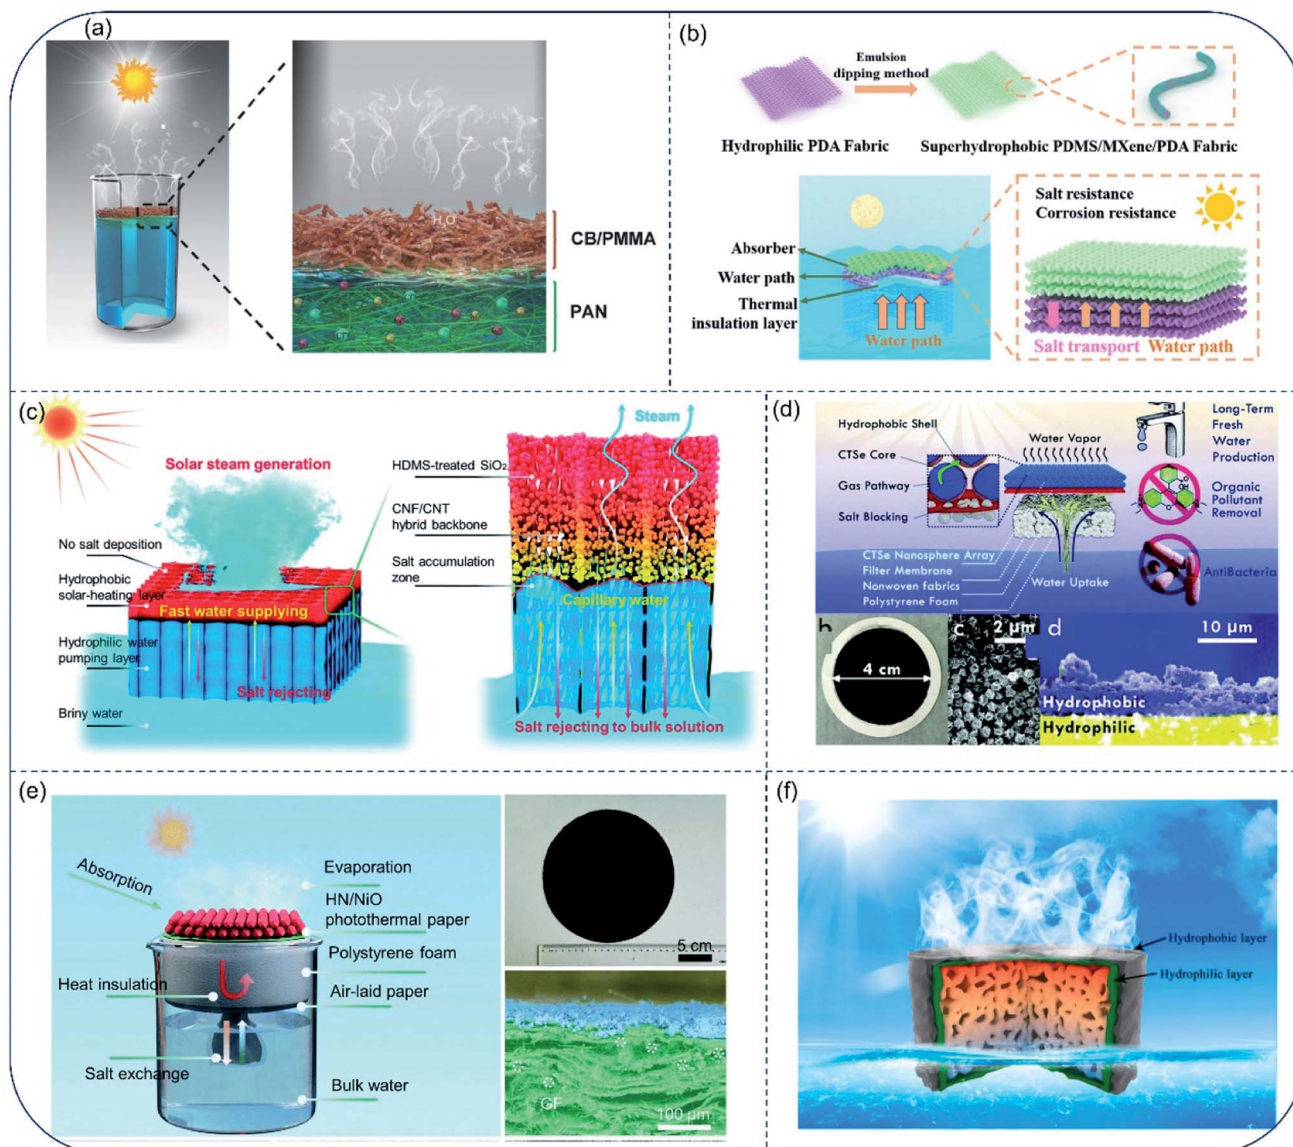 (a)
H₂O
CB/PMMA
PAN
(b)
Emulsion
dipping method
Hydrophilic PDA Fabric
Superhydrophobic PDMS/MXene/PDA Fabric
Absorber
Water path
Thermal
insulation layer
Water path
Salt resistance
Corrosion resistance
Salt transport
Water path
(c)
Solar steam generation
No salt deposition
Hydrophobic
solar-heating layer
Fast water supplying
Hydrophilic water
pumping layer
Salt rejecting
Briny water
Steam
HDMS-treated SiO₂
CNF/CNT
hybrid backbone
Salt accumulation
zone
Capillary water
Salt rejecting to bulk solution
(d)
Hydrophobic Shell
CTSe Core
Gas Pathway
Salt Blocking
Water Vapor
CTSe Nanosphere Array
Filter Membrane
Nonwoven fabrics
Polystyrene Foam
Water Uptake
Long-Term
Fresh
Water
Production
Organic
Pollutant
Removal
AntiBacteria
b
4 cm
c
2 μm
d
10 μm
Hydrophobic
Hydrophilic
(e)
Absorption
Evaporation
HN/NiO
photothermal paper
Polystyrene foam
Heat insulation
Air-laid paper
Salt exchange
Bulk water
5 cm
GF
100 μm
(f)
Hydrophobic layer
Hydrophilic layer